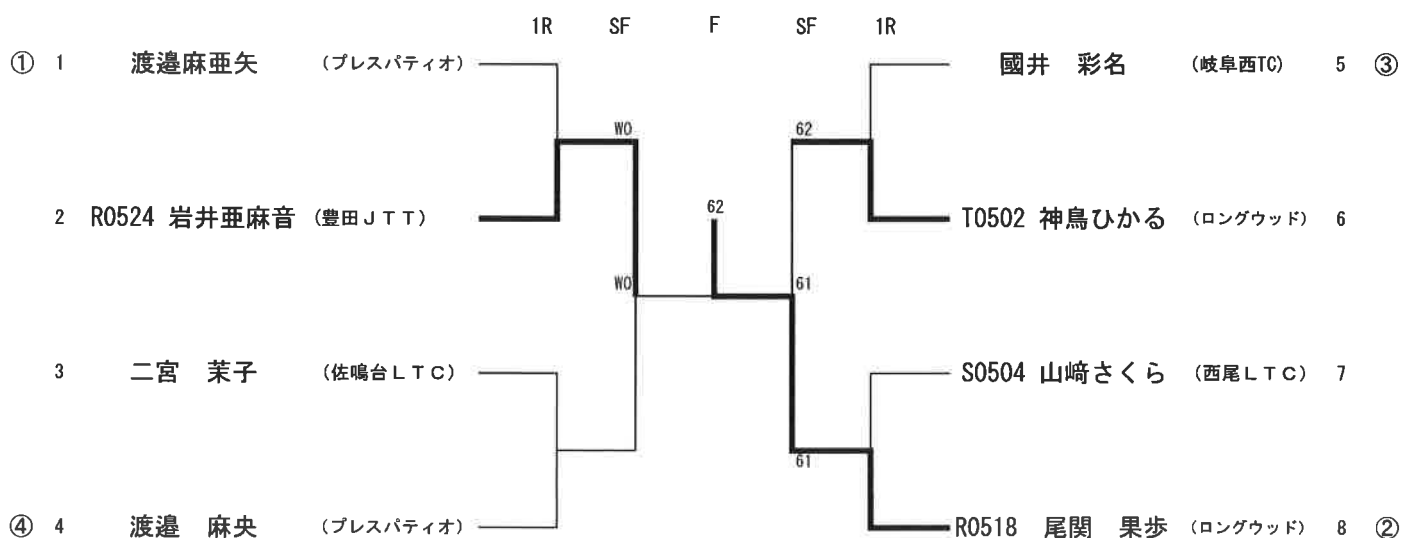 1R SF F SF 1R
① 1 渡邉麻亜矢 (プレスパティオ)
國井 彩名 (岐阜西TC) 5 ③
WO
62
2 R0524 岩井亜麻音 (豊田JTT)
62
T0502 神鳥ひかる (ロングウッド) 6
WO
61
3 二宮 茉子 (佐鳴台LTC)
S0504 山﨑さくら (西尾LTC) 7
61
④ 4 渡邉 麻央 (プレスパティオ)
R0518 尾関 果歩 (ロングウッド) 8 ②